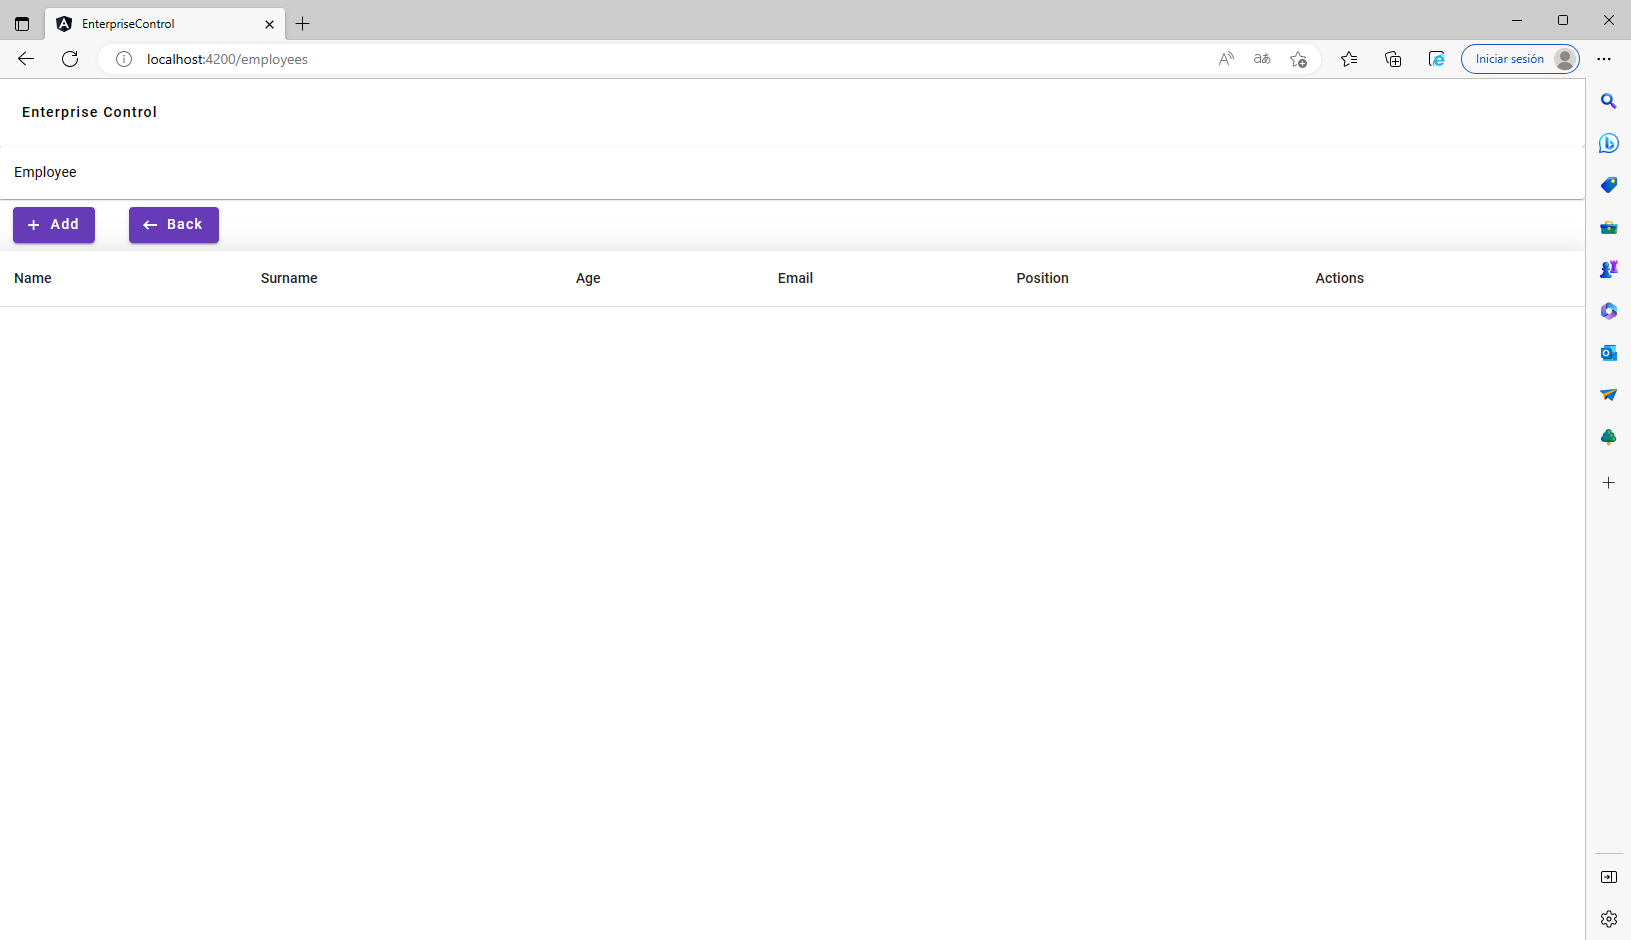 EnterpriseControl
localhost:4200/employees
Iniciar sesión
Enterprise Control
Employee
Add Back
Name Surname Age Email Position Actions